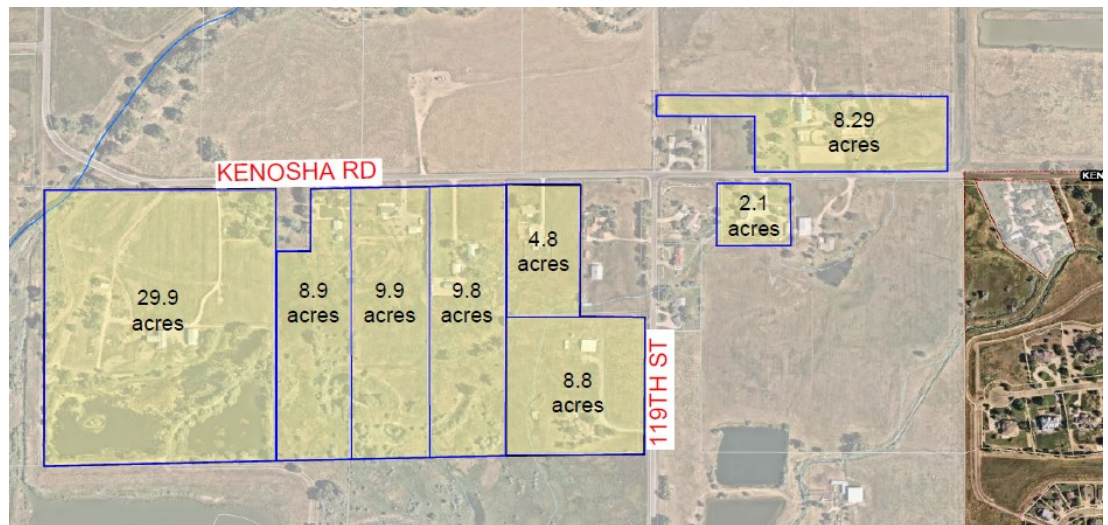 8.29
acres
KENOSHA RD
KEN
2.1
acres
4.8
acres
29.9
acres
8.9
acres
9.9
acres
9.8
acres
8.8
acres
119TH ST